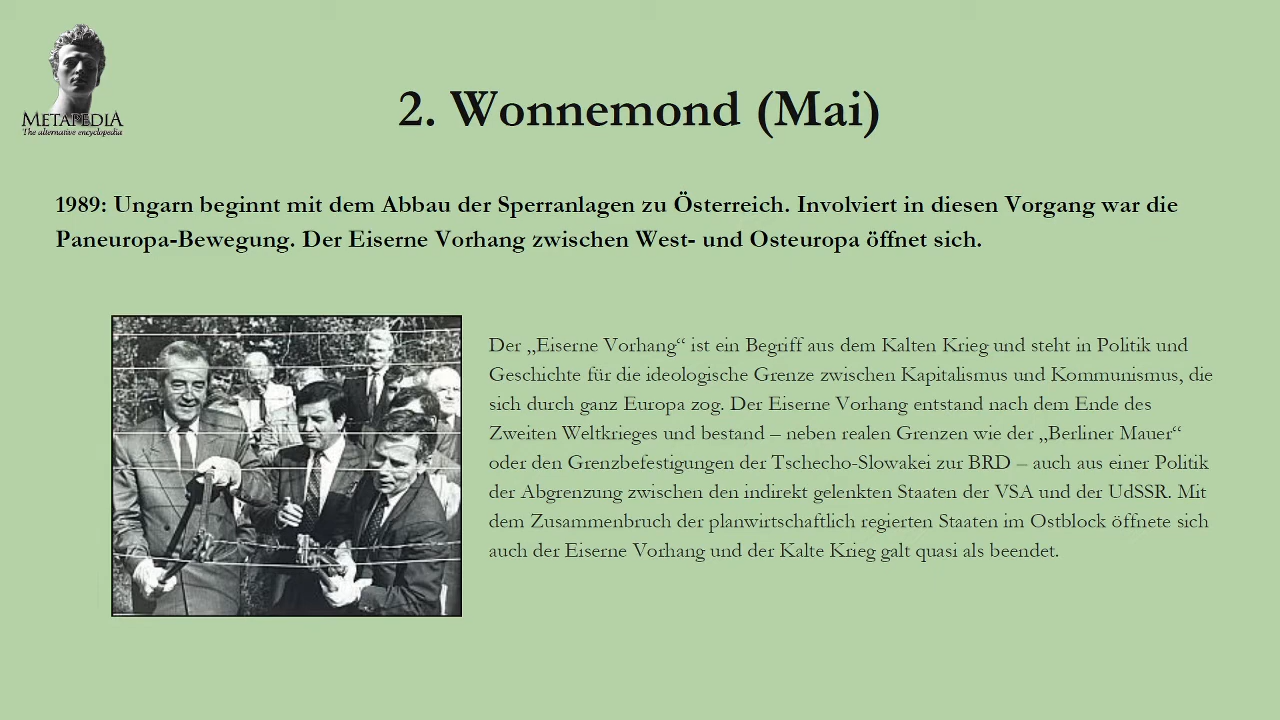 METAPEDIA
The alternative encyclopedia
2. Wonnemond (Mai)
1989: Ungarn beginnt mit dem Abbau der Sperranlagen zu Österreich. Involviert in diesen Vorgang war die
Paneuropa-Bewegung. Der Eiserne Vorhang zwischen West- und Osteuropa öffnet sich.
Der „Eiserne Vorhang“ ist ein Begriff aus dem Kalten Krieg und steht in Politik und
Geschichte für die ideologische Grenze zwischen Kapitalismus und Kommunismus, die
sich durch ganz Europa zog. Der Eiserne Vorhang entstand nach dem Ende des
Zweiten Weltkrieges und bestand – neben realen Grenzen wie der „Berliner Mauer“
oder den Grenzbefestigungen der Tschecho-Slowakei zur BRD – auch aus einer Politik
der Abgrenzung zwischen den indirekt gelenkten Staaten der VSA und der UdSSR. Mit
dem Zusammenbruch der planwirtschaftlich regierten Staaten im Ostblock öffnete sich
auch der Eiserne Vorhang und der Kalte Krieg galt quasi als beendet.